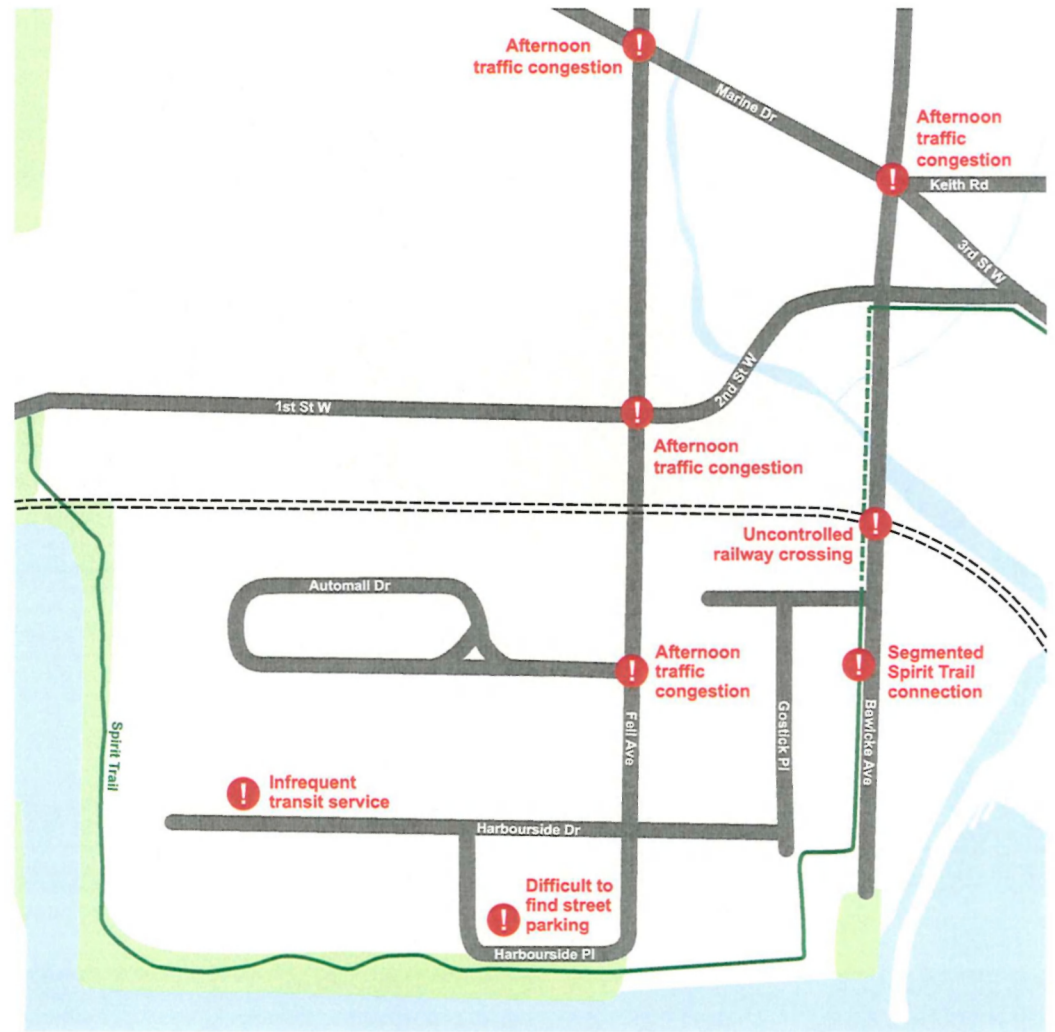 Afternoon
traffic congestion
!
Marine Dr
Afternoon
traffic
congestion
!
Keith Rd
3rd St W
2nd St W
1st St W
!
Afternoon
traffic congestion
Uncontrolled
railway crossing
!
Automall Dr
!
Afternoon
traffic
congestion
!
Segmented
Spirit Trail
connection
Fell Ave
Gostick Pl
Bewicke Ave
Spirit Trail
!
Infrequent
transit service
Harbourside Dr
!
Difficult to
find street
parking
Harbourside Pl